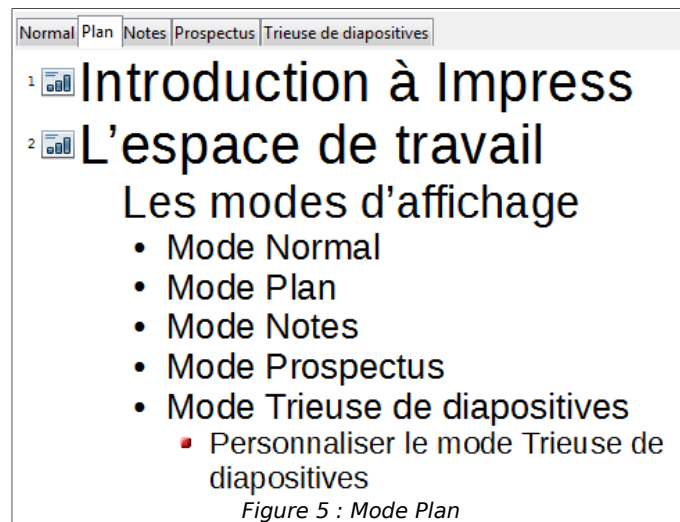 Normal Plan Notes Prospectus Trieuse de diapositives
1 Introduction à Impress
2 L’espace de travail
Les modes d’affichage
• Mode Normal
• Mode Plan
• Mode Notes
• Mode Prospectus
• Mode Trieuse de diapositives
Personnaliser le mode Trieuse de
diapositives
Figure 5 : Mode Plan